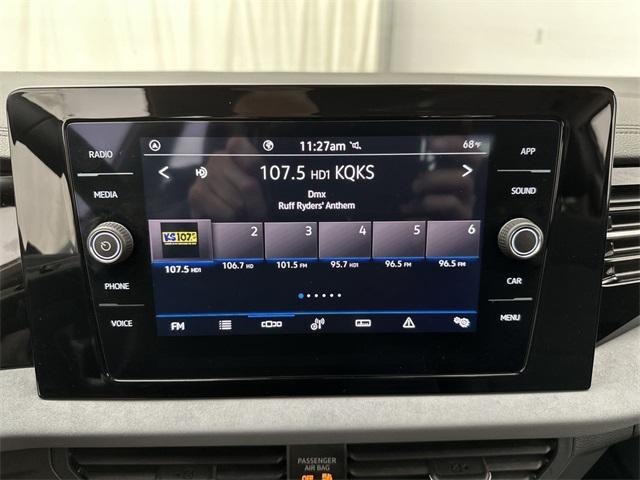 RADIO
MEDIA
PHONE
VOICE
11:27am
68°F
107.5 HD1 KQKS
Dmx
Ruff Ryders' Anthem
KS107.5
2
3
4
5
6
107.5 HD1
106.7 HD
101.5 FM
95.7 HD1
96.5 FM
96.5 FM
FM
APP
SOUND
CAR
MENU
PASSENGER
AIR BAG
OFF